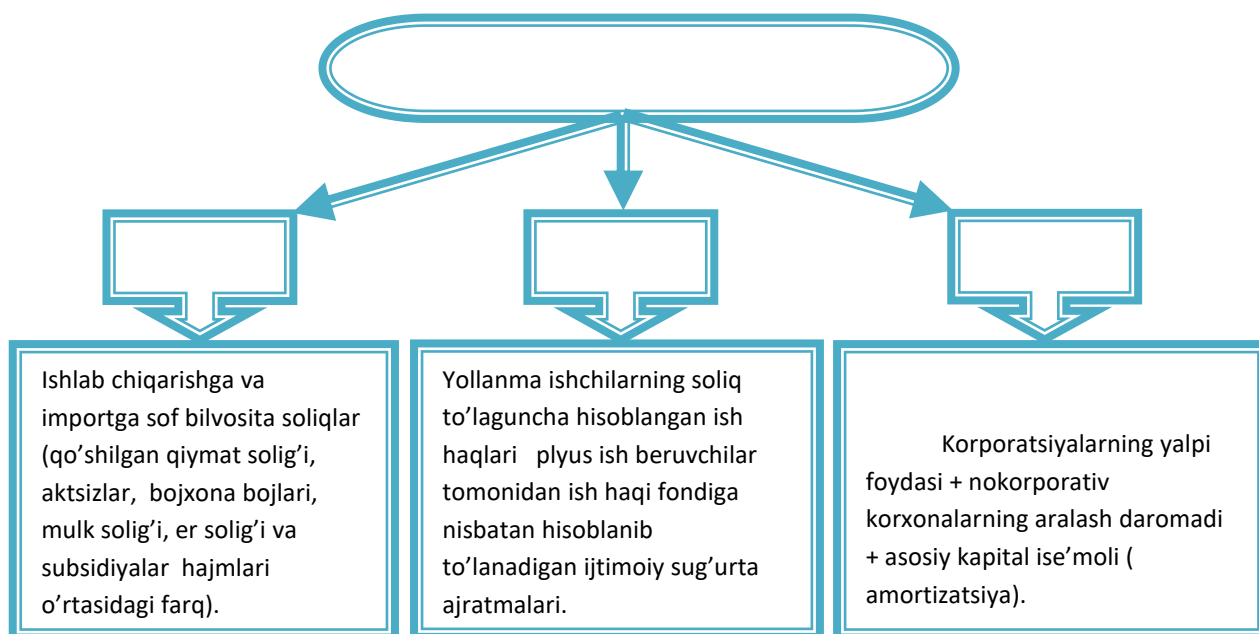 Ishlab chiqarishga va
importga sof bilvosita soliqlar
(qo’shilgan qiymat solig’i,
aktsizlar, bojxona bojlari,
mulk solig’i, er solig’i va
subsidiyalar hajmlari
o’rtasidagi farq).
Yollanma ishchilarning soliq
to’laguncha hisoblangan ish
haqlari plyus ish beruvchilar
tomonidan ish haqi fondiga
nisbatan hisoblanib
to’lanadigan ijtimoiy sug’urta
ajratmalari.
Korporatsiyalarning yalpi
foydasi + nokorporativ
korxonalarning aralash daromadi
+ asosiy kapital ise’moli (
amortizatsiya).